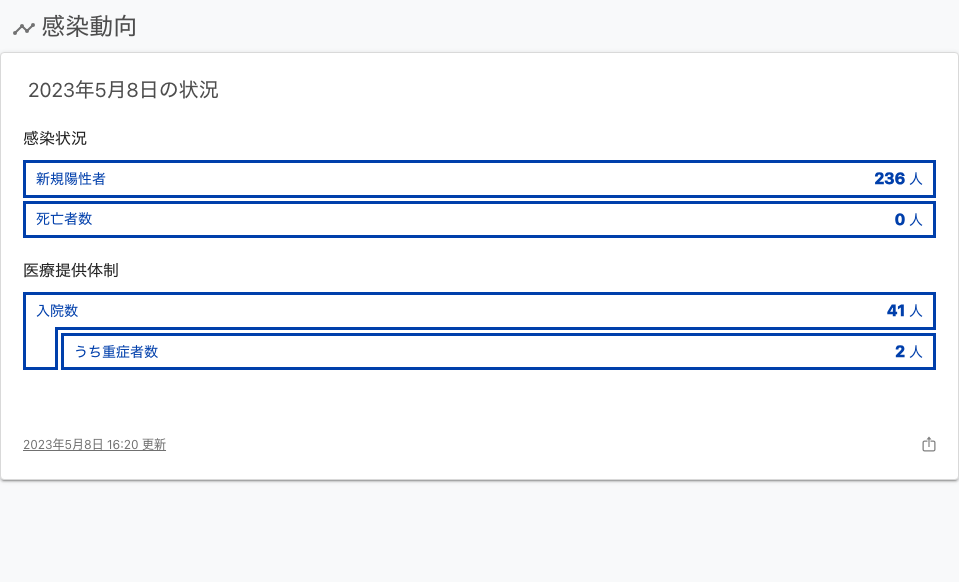 感染動向
2023年5月8日の状況
感染状況
新規陽性者 236 人
死亡者数 0 人
医療提供体制
入院数 41 人
うち重症者数 2 人
2023年5月8日 16:20 更新